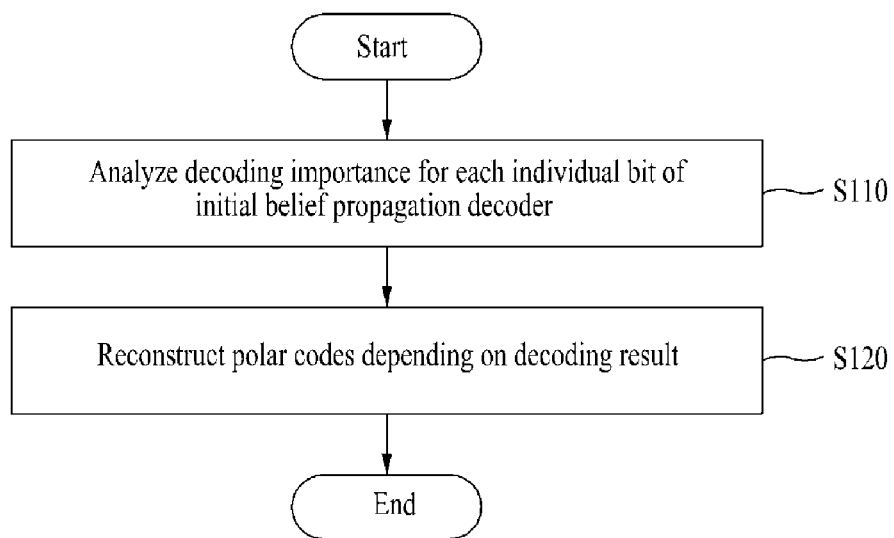 Start
Analyze decoding importance for each individual bit of
initial belief propagation decoder
S110
Reconstruct polar codes depending on decoding result
S120
End